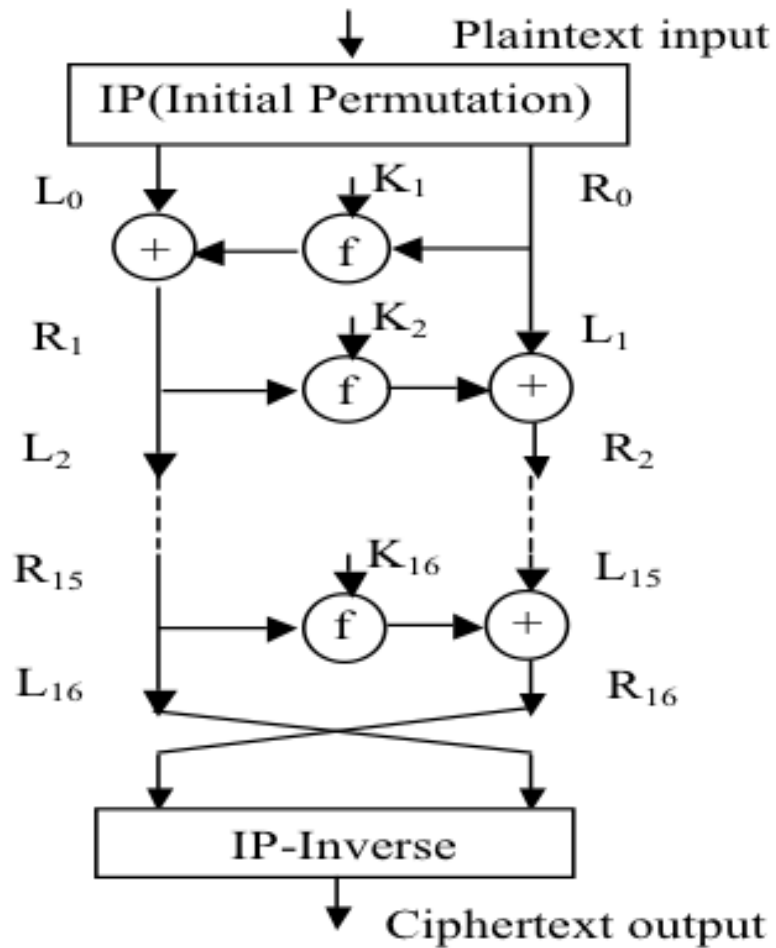 Plaintext input
IP(Initial Permutation)
L₀
K₁
R₀
+
f
R₁
K₂
L₁
f
+
L₂
R₂
R₁₅
K₁₆
L₁₅
f
+
L₁₆
R₁₆
IP-Inverse
Ciphertext output